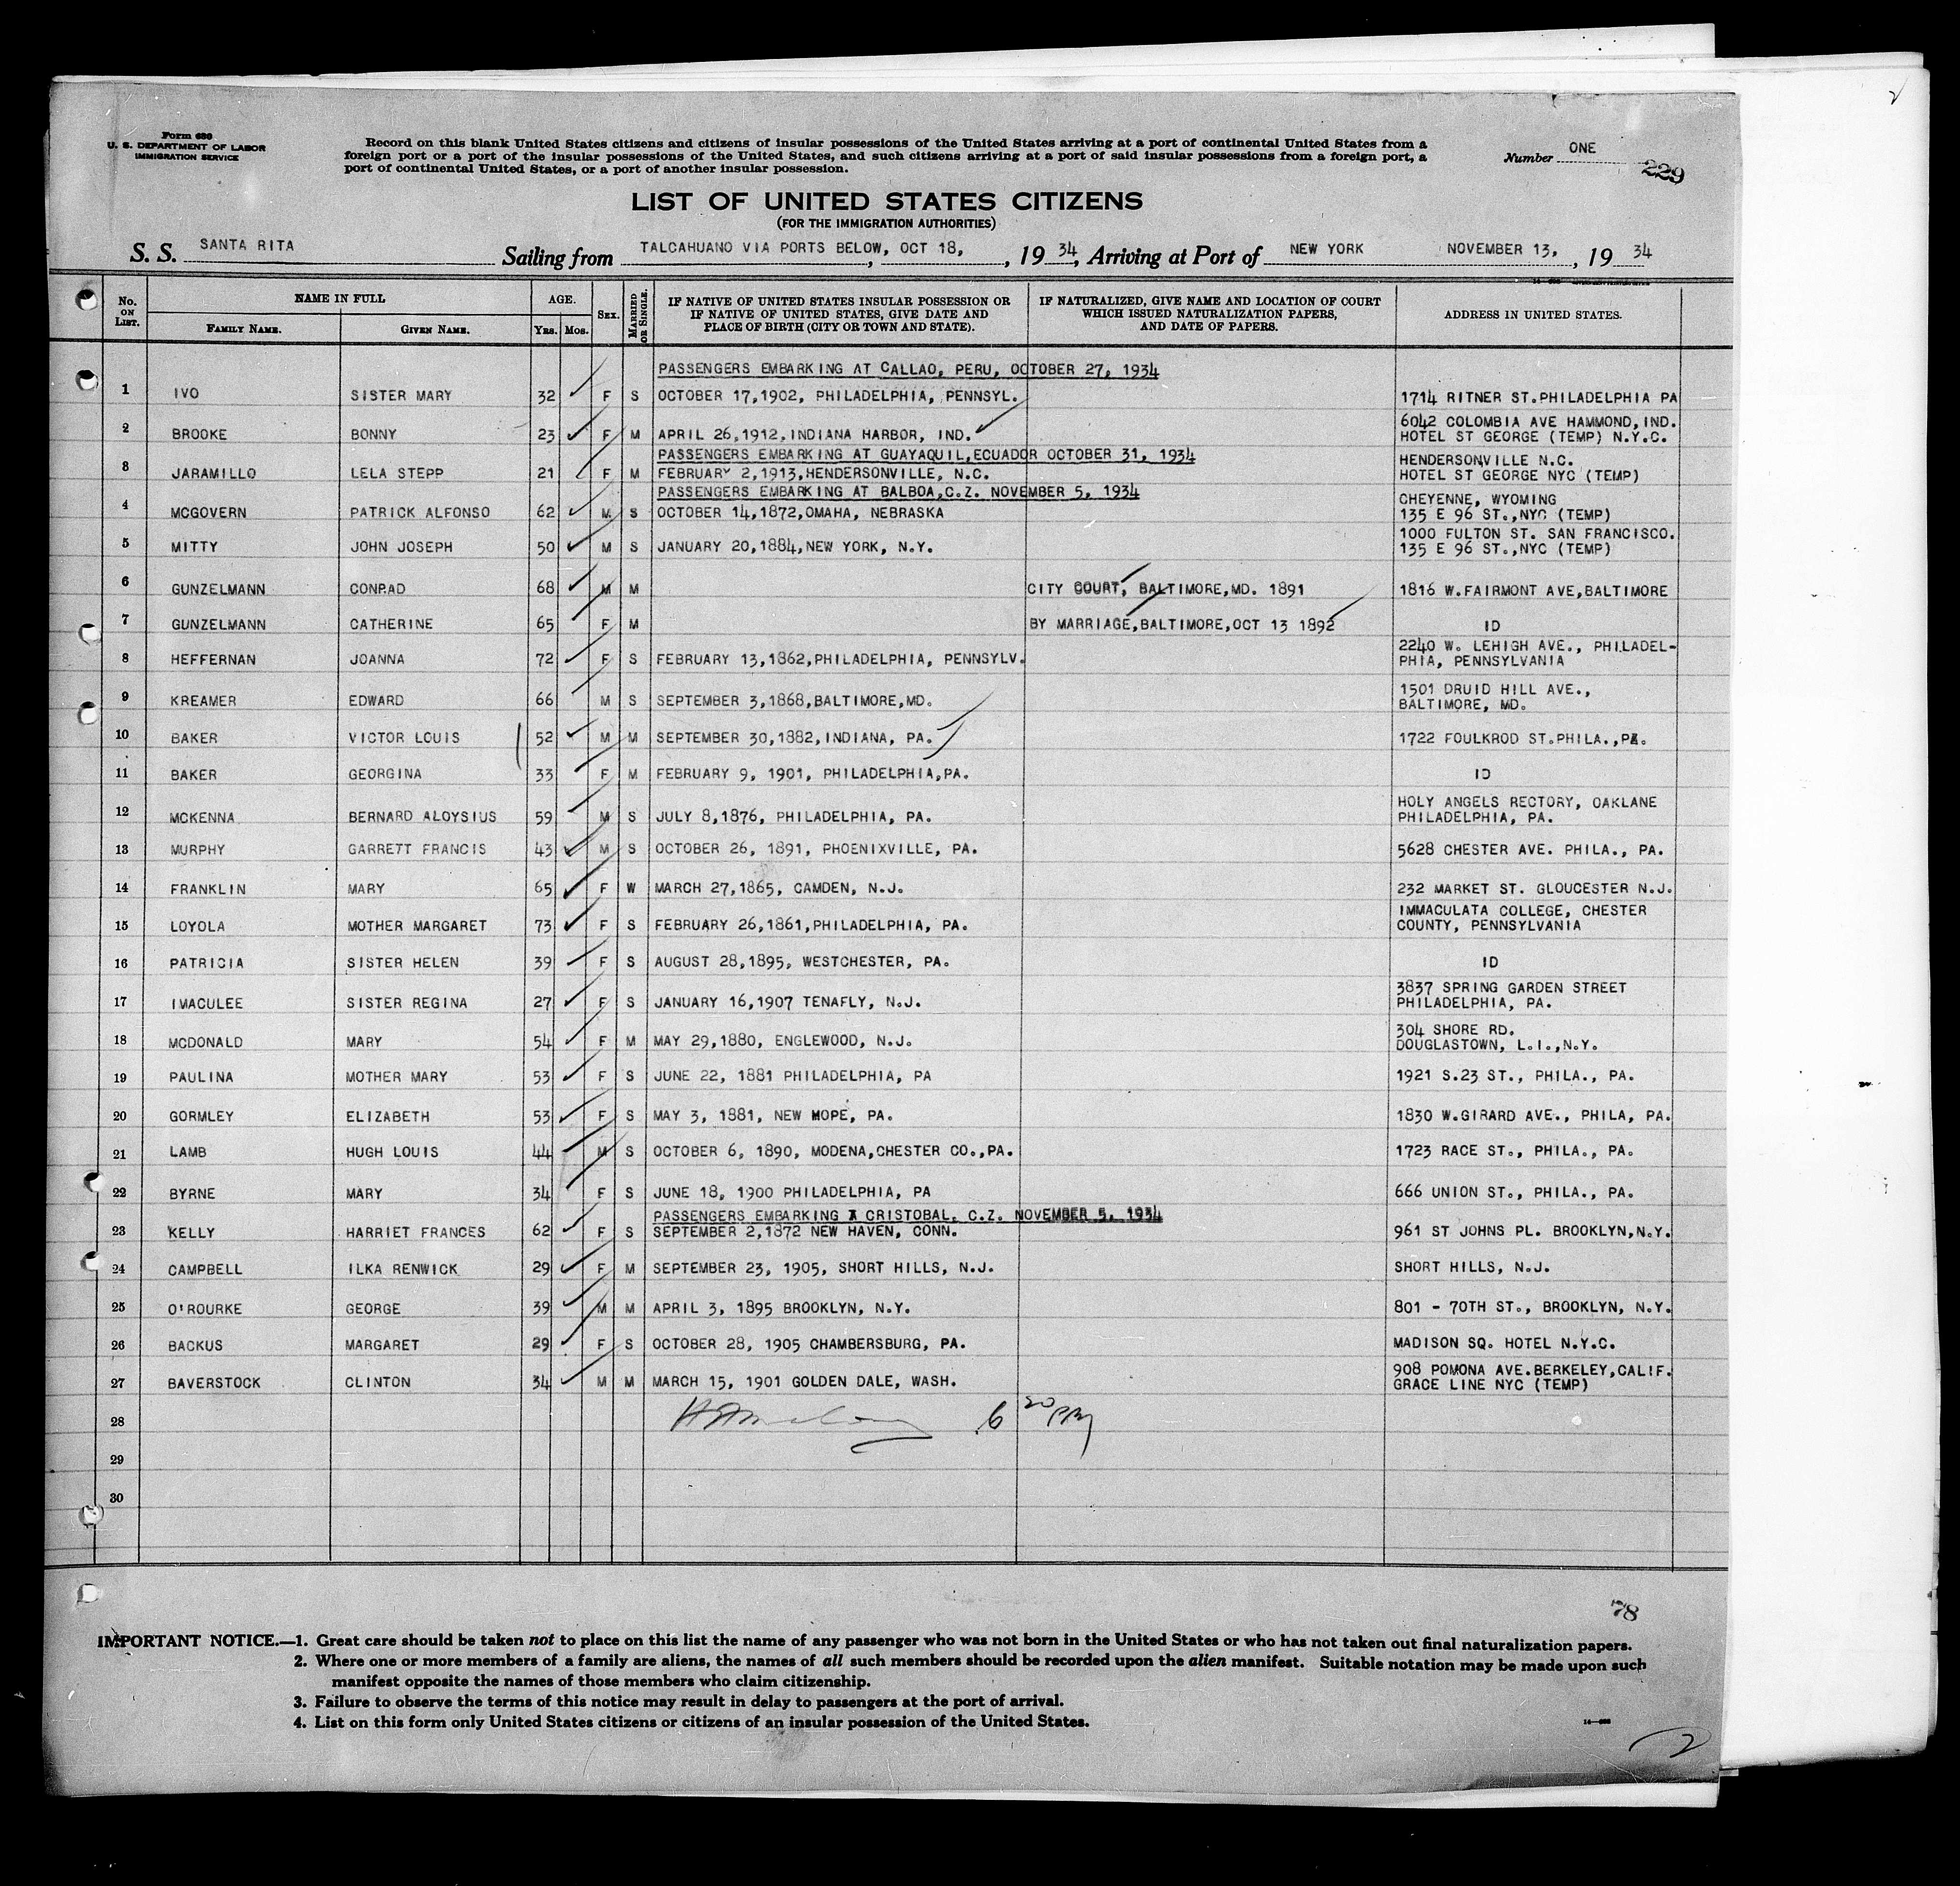 Form 630
U. S. DEPARTMENT OF LABOR
IMMIGRATION SERVICE
Record on this blank United States citizens and citizens of insular possessions of the United States arriving at a port of continental United States from a
foreign port or a port of the insular possessions of the United States, and such citizens arriving at a port of said insular possessions from a foreign port, a
port of continental United States, or a port of another insular possession.
Number ONE
229
LIST OF UNITED STATES CITIZENS
(FOR THE IMMIGRATION AUTHORITIES)
S. S. SANTA RITA Sailing from TALCAHUANO VIA PORTS BELOW, OCT 18, , 19 34, Arriving at Port of NEW YORK NOVEMBER 13, , 19 34
No. ON LIST. NAME IN FULL FAMILY NAME. GIVEN NAME. AGE. Yrs. Mos. SEX. MARRIED OR SINGLE. IF NATIVE OF UNITED STATES INSULAR POSSESSION OR IF NATIVE OF UNITED STATES, GIVE DATE AND PLACE OF BIRTH (CITY OR TOWN AND STATE). IF NATURALIZED, GIVE NAME AND LOCATION OF COURT WHICH ISSUED NATURALIZATION PAPERS, AND DATE OF PAPERS. ADDRESS IN UNITED STATES.
PASSENGERS EMBARKING AT CALLAO, PERU, OCTOBER 27, 1934
1 IVO SISTER MARY 32 F S OCTOBER 17,1902, PHILADELPHIA, PENNSYL. 1714 RITNER ST.PHILADELPHIA PA
2 BROOKE BONNY 23 F M APRIL 26,1912,INDIANA HARBOR, IND. 6042 COLOMBIA AVE HAMMOND,IND. HOTEL ST GEORGE (TEMP) N.Y.C.
PASSENGERS EMBARKING AT GUAYAQUIL,ECUADOR OCTOBER 31, 1934
3 JARAMILLO LELA STEPP 21 F M FEBRUARY 2,1913,HENDERSONVILLE, N.C. HENDERSONVILLE N.C. HOTEL ST GEORGE NYC (TEMP)
PASSENGERS EMBARKING AT BALBOA,C.Z. NOVEMBER 5, 1934
4 MCGOVERN PATRICK ALFONSO 62 M S OCTOBER 14,1872,OMAHA, NEBRASKA CHEYENNE, WYOMING 135 E 96 ST.,NYC (TEMP)
5 MITTY JOHN JOSEPH 50 M S JANUARY 20,1884,NEW YORK, N.Y. 1000 FULTON ST. SAN FRANCISCO. 135 E 96 ST.,NYC (TEMP)
6 GUNZELMANN CONRAD 68 M M CITY COURT, BALTIMORE,MD. 1891 1816 W.FAIRMONT AVE,BALTIMORE
7 GUNZELMANN CATHERINE 65 F M BY MARRIAGE,BALTIMORE,OCT 13 1892 ID
8 HEFFERNAN JOANNA 72 F S FEBRUARY 13,1862,PHILADELPHIA, PENNSYLV. 2240 W. LEHIGH AVE., PHILADEL- PHIA, PENNSYLVANIA
9 KREAMER EDWARD 66 M S SEPTEMBER 3,1868,BALTIMORE,MD. 1501 DRUID HILL AVE., BALTIMORE, MD.
10 BAKER VICTOR LOUIS 52 M M SEPTEMBER 30,1882,INDIANA, PA. 1722 FOULKROD ST.PHILA.,PA.
11 BAKER GEORGINA 33 F M FEBRUARY 9, 1901, PHILADELPHIA,PA. ID
12 MCKENNA BERNARD ALOYSIUS 59 M S JULY 8,1876, PHILADELPHIA, PA. HOLY ANGELS RECTORY, OAKLANE PHILADELPHIA, PA.
13 MURPHY GARRETT FRANCIS 43 M S OCTOBER 26, 1891, PHOENIXVILLE, PA. 5628 CHESTER AVE. PHILA., PA.
14 FRANKLIN MARY 65 F W MARCH 27,1865, CAMDEN, N.J. 232 MARKET ST. GLOUCESTER N.J.
15 LOYOLA MOTHER MARGARET 73 F S FEBRUARY 26,1861,PHILADELPHIA, PA. IMMACULATA COLLEGE, CHESTER COUNTY, PENNSYLVANIA
16 PATRICIA SISTER HELEN 39 F S AUGUST 28,1895, WESTCHESTER, PA. ID
17 IMACULEE SISTER REGINA 27 F S JANUARY 16,1907 TENAFLY, N.J. 3837 SPRING GARDEN STREET PHILADELPHIA, PA.
18 MCDONALD MARY 54 F M MAY 29,1880, ENGLEWOOD, N.J. 304 SHORE RD. DOUGLASTOWN, L.I.,N.Y.
19 PAULINA MOTHER MARY 53 F S JUNE 22, 1881 PHILADELPHIA, PA 1921 S.23 ST., PHILA., PA.
20 GORMLEY ELIZABETH 53 F S MAY 3, 1881, NEW HOPE, PA. 1830 W.GIRARD AVE., PHILA, PA.
21 LAMB HUGH LOUIS 44 M S OCTOBER 6, 1890, MODENA,CHESTER CO.,PA. 1723 RACE ST., PHILA., PA.
22 BYRNE MARY 34 F S JUNE 18, 1900 PHILADELPHIA, PA 666 UNION ST., PHILA., PA.
PASSENGERS EMBARKING A CRISTOBAL. C.Z. NOVEMBER 5, 1934
23 KELLY HARRIET FRANCES 62 F S SEPTEMBER 2,1872 NEW HAVEN, CONN. 961 ST JOHNS PL. BROOKLYN,N.Y.
24 CAMPBELL ILKA RENWICK 29 F M SEPTEMBER 23, 1905, SHORT HILLS, N.J. SHORT HILLS, N.J.
25 O'ROURKE GEORGE 39 M M APRIL 3, 1895 BROOKLYN, N.Y. 801 - 70TH ST., BROOKLYN, N.Y.
26 BACKUS MARGARET 29 F S OCTOBER 28, 1905 CHAMBERSBURG, PA. MADISON SQ. HOTEL N.Y.C.
27 BAVERSTOCK CLINTON 34 M M MARCH 15, 1901 GOLDEN DALE, WASH. 908 POMONA AVE.BERKELEY,CALIF. GRACE LINE NYC (TEMP)
28 6 20 PM
29
30
78
IMPORTANT NOTICE.—1. Great care should be taken not to place on this list the name of any passenger who was not born in the United States or who has not taken out final naturalization papers.
2. Where one or more members of a family are aliens, the names of all such members should be recorded upon the alien manifest. Suitable notation may be made upon such
manifest opposite the names of those members who claim citizenship.
3. Failure to observe the terms of this notice may result in delay to passengers at the port of arrival.
4. List on this form only United States citizens or citizens of an insular possession of the United States.
2